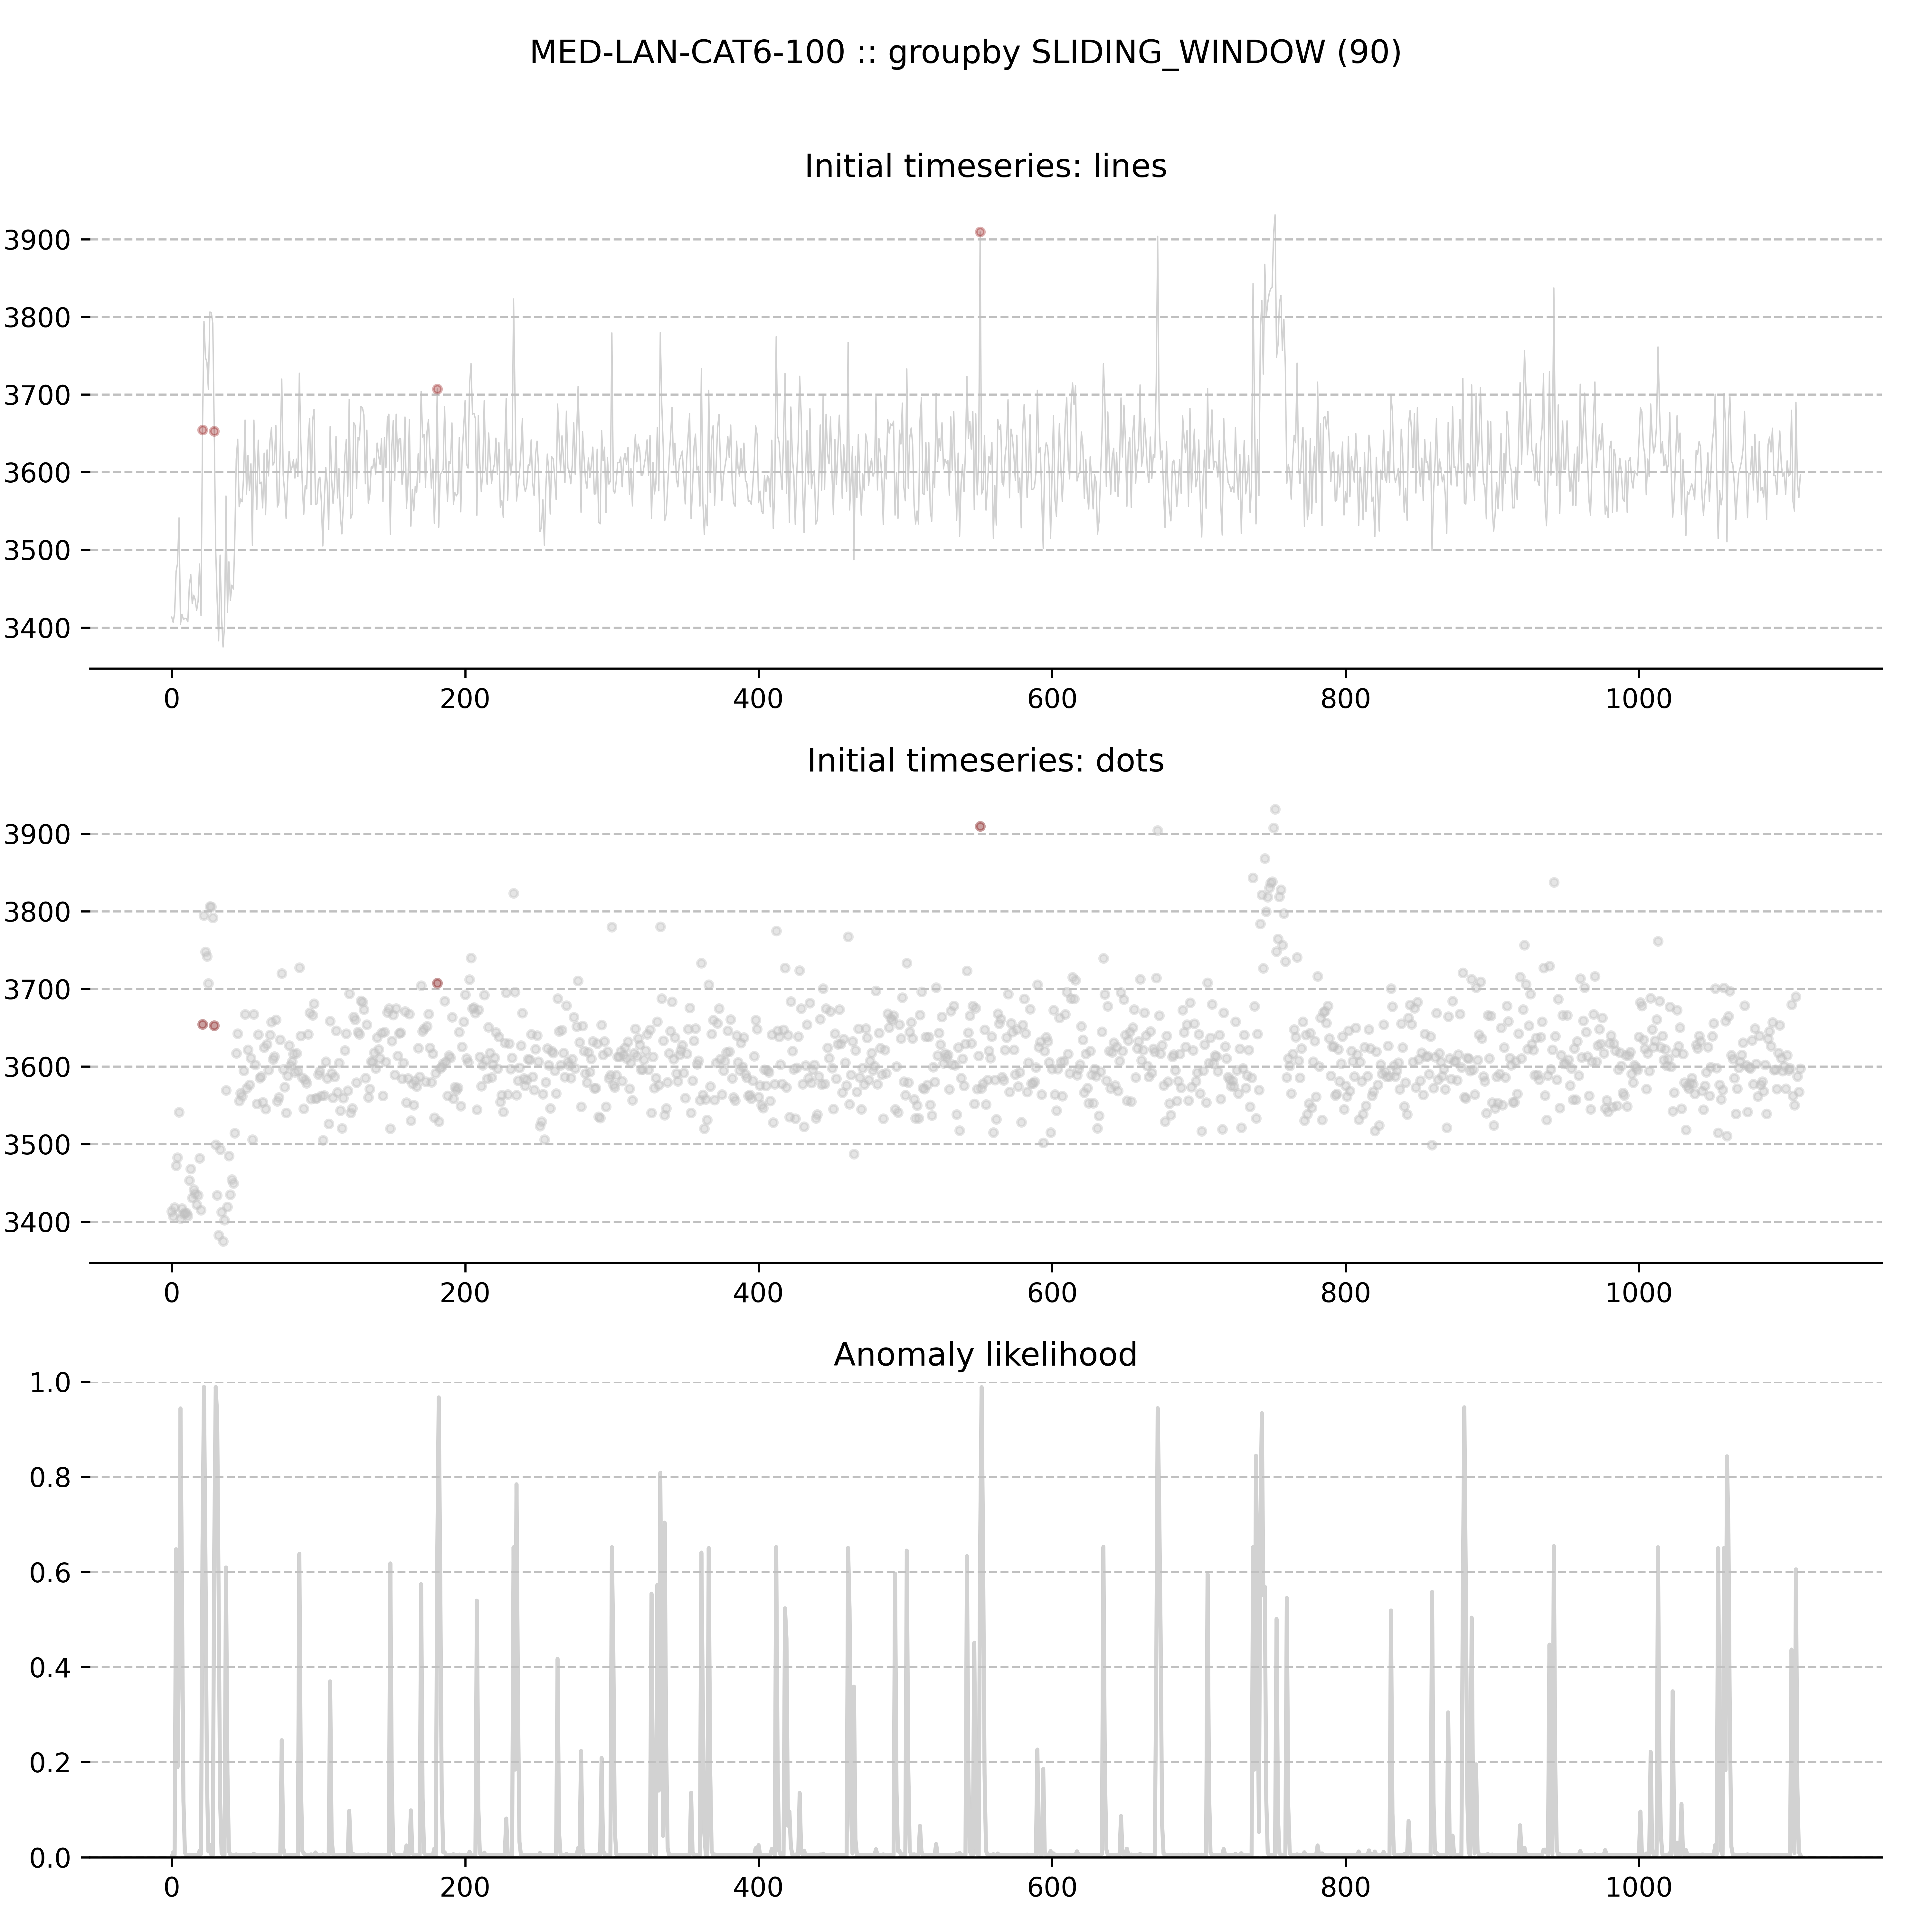 MED-LAN-CAT6-100 :: groupby SLIDING_WINDOW (90)
Initial timeseries: lines
3900
3800
3700
3600
3500
3400
0 200 400 600 800 1000
Initial timeseries: dots
3900
3800
3700
3600
3500
3400
0 200 400 600 800 1000
Anomaly likelihood
1.0
0.8
0.6
0.4
0.2
0.0
0 200 400 600 800 1000